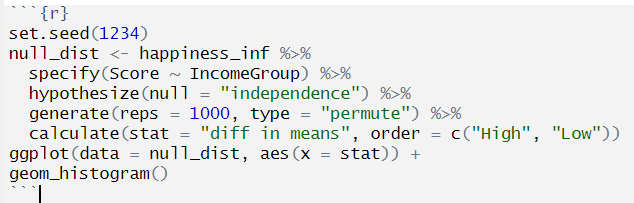 ```{r}
set.seed(1234)
null_dist <- happiness_inf %>%
  specify(Score ~ IncomeGroup) %>%
  hypothesize(null = "independence") %>%
  generate(reps = 1000, type = "permute") %>%
  calculate(stat = "diff in means", order = c("High", "Low"))
ggplot(data = null_dist, aes(x = stat)) +
geom_histogram()
```